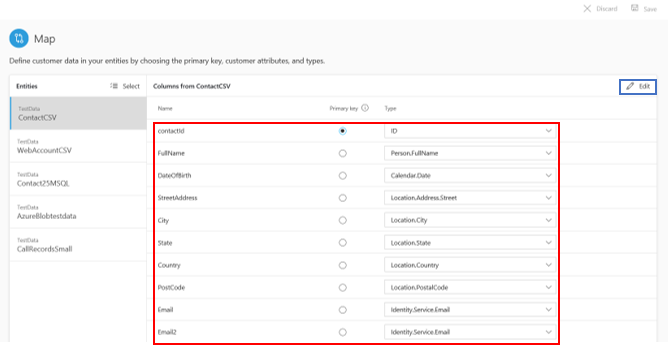 Discard Save
Map
Define customer data in your entities by choosing the primary key, customer attributes, and types.
Entities Select Columns from ContactCSV Edit
Name Primary key Type
TestData
ContactCSV
TestData
WebAccountCSV
TestData
Contact25MSQL
TestData
AzureBlobtestdata
TestData
CallRecordsSmall
contactId ID
FullName Person.FullName
DateOfBirth Calendar.Date
StreetAddress Location.Address.Street
City Location.City
State Location.State
Country Location.Country
PostCode Location.PostalCode
Email Identity.Service.Email
Email2 Identity.Service.Email